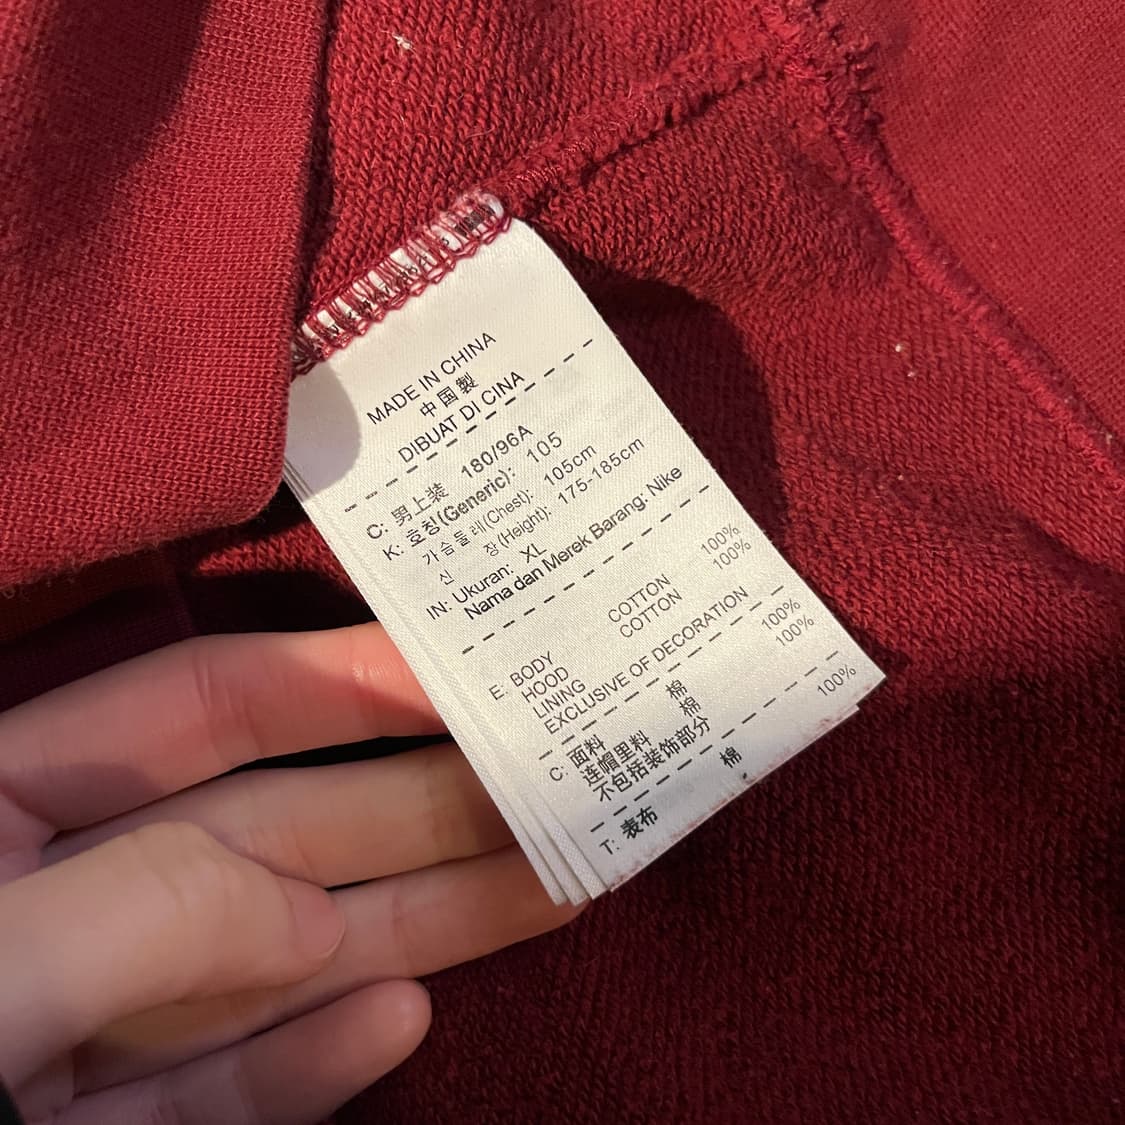 MADE IN CHINA
中国製
DIBUAT DI CINA
C: 男上装 180/96A
K: 호칭(Generic): 105
가슴둘레(Chest): 105cm
신 장(Height): 175-185cm
IN: Ukuran: XL
Nama dan Merek Barang: Nike
E: BODY COTTON 100%
HOOD LINING COTTON 100%
EXCLUSIVE OF DECORATION
C: 面料 棉 100%
连帽里料 棉 100%
不包括装饰部分
T: 表布 棉 100%